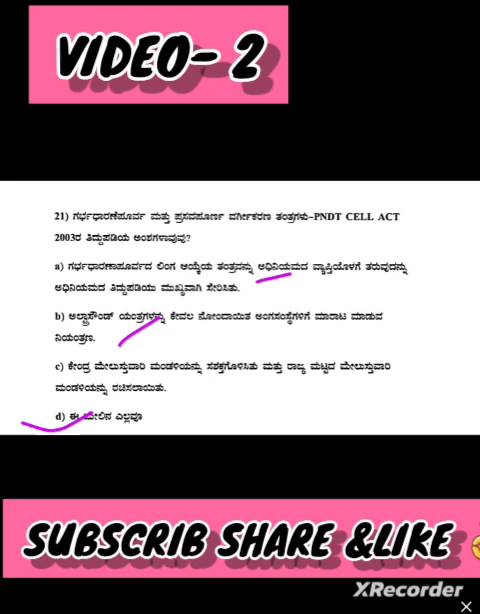 VIDEO- 2
21) ಗರ್ಭಧಾರಣೆಪೂರ್ವ ಮತ್ತು ಪ್ರಸವಪೂರ್ಣ ವರ್ಗೀಕರಣ ತಂತ್ರಗಳು-PNDT CELL ACT
2003ರ ತಿದ್ದುಪಡಿಯ ಅಂಶಗಳಾವುವು?
a) ಗರ್ಭಧಾರಣಾಪೂರ್ವದ ಲಿಂಗ ಆಯ್ಕೆಯ ತಂತ್ರವನ್ನು ಅಧಿನಿಯಮದ ವ್ಯಾಪ್ತಿಯೊಳಗೆ ತರುವುದನ್ನು
ಅಧಿನಿಯಮದ ತಿದ್ದುಪಡಿಯು ಮುಖ್ಯವಾಗಿ ಸೇರಿಸಿತು.
b) ಅಲ್ಟ್ರಾಸೌಂಡ್ ಯಂತ್ರಗಳನ್ನು ಕೇವಲ ನೋಂದಾಯಿತ ಅಂಗಸಂಸ್ಥೆಗಳಿಗೆ ಮಾರಾಟ ಮಾಡುವ
ನಿಯಂತ್ರಣ.
c) ಕೇಂದ್ರ ಮೇಲುಸ್ತುವಾರಿ ಮಂಡಳಿಯನ್ನು ಸಶಕ್ತಗೊಳಿಸಿತು ಮತ್ತು ರಾಜ್ಯ ಮಟ್ಟದ ಮೇಲುಸ್ತುವಾರಿ
ಮಂಡಳಿಯನ್ನು ರಚಿಸಲಾಯಿತು.
d) ಈ ಮೇಲಿನ ಎಲ್ಲವೂ
SUBSCRIB SHARE &LIKE
XRecorder